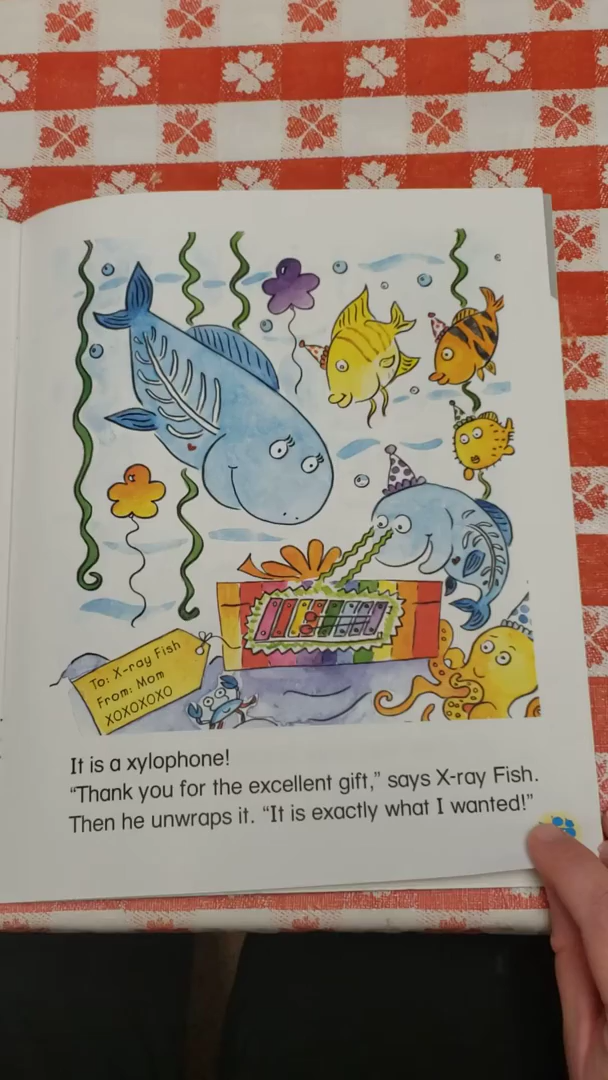 To: X-ray Fish
From: Mom
XOXOXOXO
It is a xylophone!
“Thank you for the excellent gift,” says X-ray Fish.
Then he unwraps it. “It is exactly what I wanted!”